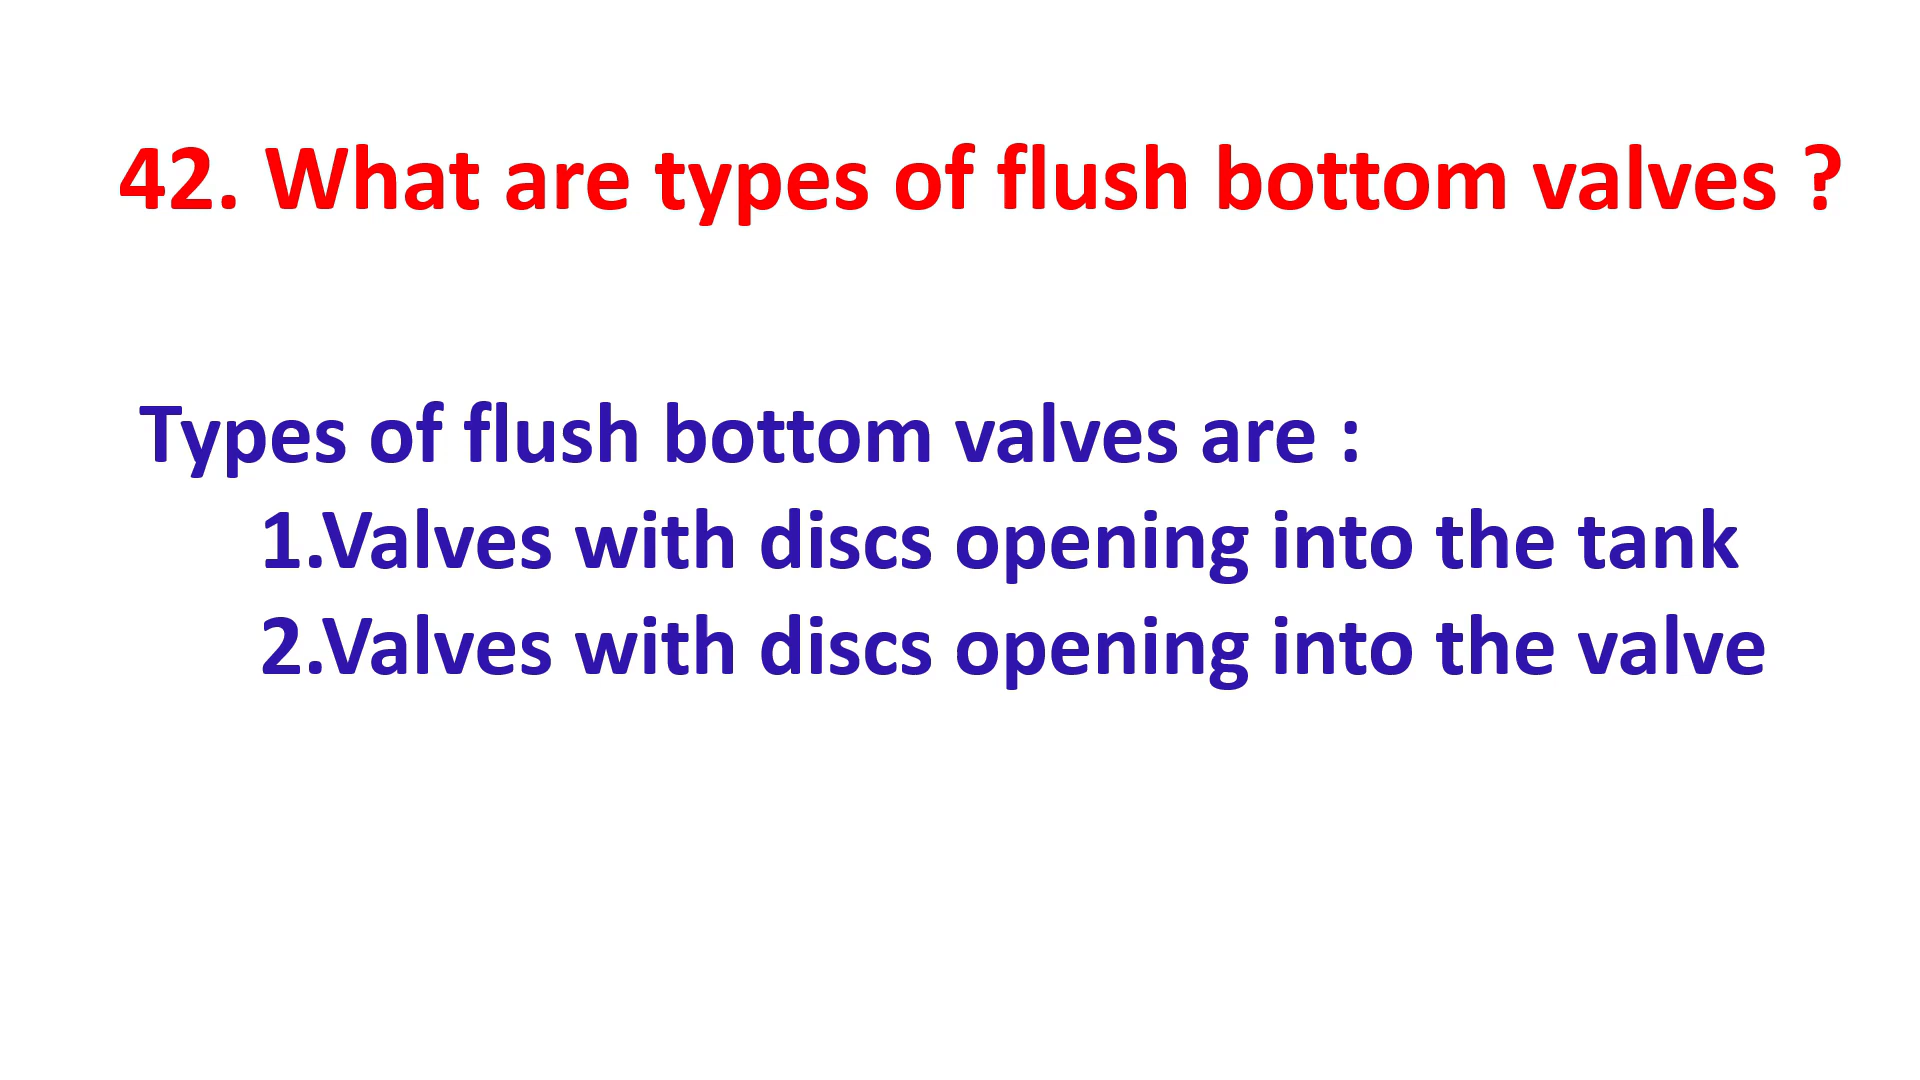 42. What are types of flush bottom valves ?
Types of flush bottom valves are :
1.Valves with discs opening into the tank
2.Valves with discs opening into the valve